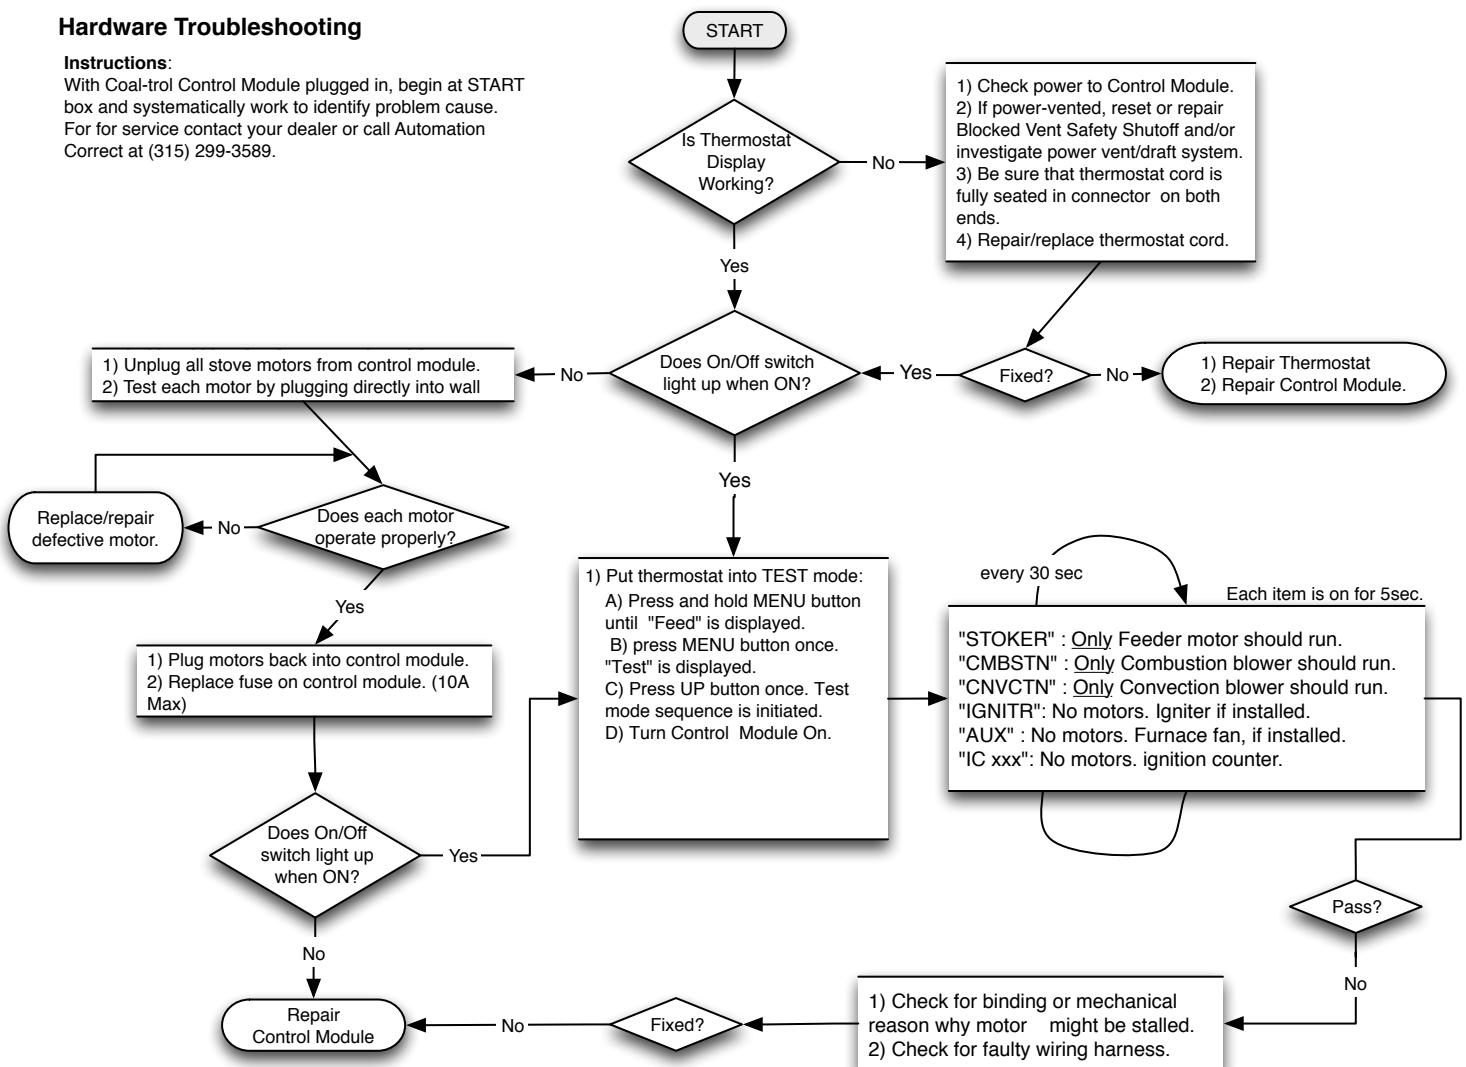 Hardware Troubleshooting
Instructions:
With Coal-trol Control Module plugged in, begin at START
box and systematically work to identify problem cause.
For for service contact your dealer or call Automation
Correct at (315) 299-3589.
START
Is Thermostat
Display
Working?
No
1) Check power to Control Module.
2) If power-vented, reset or repair
Blocked Vent Safety Shutoff and/or
investigate power vent/draft system.
3) Be sure that thermostat cord is
fully seated in connector on both
ends.
4) Repair/replace thermostat cord.
Yes
1) Unplug all stove motors from control module.
2) Test each motor by plugging directly into wall
No
Does On/Off switch
light up when ON?
Yes
Fixed?
No
1) Repair Thermostat
2) Repair Control Module.
Yes
Replace/repair
defective motor.
No
Does each motor
operate properly?
Yes
1) Plug motors back into control module.
2) Replace fuse on control module. (10A
Max)
1) Put thermostat into TEST mode:
A) Press and hold MENU button
until "Feed" is displayed.
B) press MENU button once.
"Test" is displayed.
C) Press UP button once. Test
mode sequence is initiated.
D) Turn Control Module On.
every 30 sec
Each item is on for 5sec.
"STOKER" : Only Feeder motor should run.
"CMBSTN" : Only Combustion blower should run.
"CNVCTN" : Only Convection blower should run.
"IGNITR": No motors. Igniter if installed.
"AUX" : No motors. Furnace fan, if installed.
"IC xxx": No motors. ignition counter.
Does On/Off
switch light up
when ON?
Yes
No
Pass?
No
Repair
Control Module
No
Fixed?
1) Check for binding or mechanical
reason why motor might be stalled.
2) Check for faulty wiring harness.